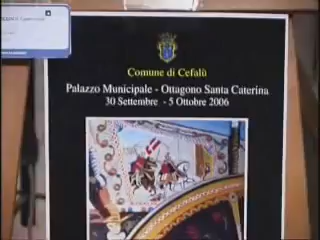 Comune di Cefalù
Palazzo Municipale - Ottagono Santa Caterina
30 Settembre - 5 Ottobre 2006